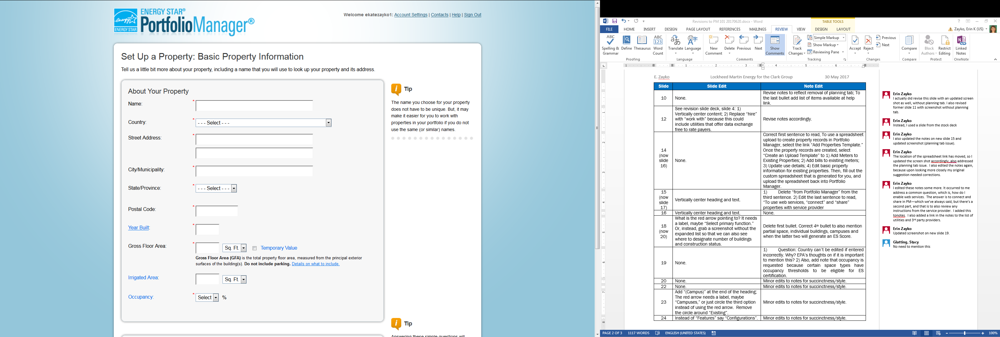 ENERGY STAR®
PortfolioManager®
energy
ENERGY STAR
Welcome ekatezayko1: Account Settings | Contacts | Help | Sign Out
Set Up a Property: Basic Property Information
Tell us a little bit more about your property, including a name that you will use to look up your property and its address.
About Your Property
* Name:
* Country:
- - - Select - - -
* Street Address:
* City/Municipality:
* State/Province:
- - - Select - - -
* Postal Code:
* Year Built:
* Gross Floor Area:
Sq. Ft.
Temporary Value
Gross Floor Area (GFA) is the total property floor area, measured from the principal exterior
surfaces of the building(s). Do not include parking. Details on what to include.
Irrigated Area:
Sq. Ft.
* Occupancy:
Select %
Tip
The name you choose for your property
does not have to be unique. But, it may
make it easier for you to work with
properties in your portfolio if you do not
use the same (or similar) names.
Tip
Answering these simple questions will
Revisions to PM 101 20170620.docx - Word
TABLE TOOLS
FILE HOME INSERT DESIGN PAGE LAYOUT REFERENCES MAILINGS REVIEW VIEW DESIGN LAYOUT
Zayko, Erin K (US)
ABC
Spelling &
Grammar
Define
Thesaurus
ABC
123
Word
Count
Proofing
Translate
Language
Language
New
Comment
Delete
Previous
Next
Show
Comments
Comments
Track
Changes
Simple Markup
Show Markup
Reviewing Pane
Tracking
Accept
Reject
Previous
Next
Changes
Compare
Compare
Block
Authors
Restrict
Editing
Protect
Linked
Notes
OneNote
1 1 2 3 4 5 6
1
2
3
4
5
6
7
8
E. Zayko Lockheed Martin Energy for the Clark Group 30 May 2017
Slide Slide Edit Note Edit
10
None.
Revise notes to reflect removal of planning tab; To
the last bullet add list of items available at help
link.
12
See revision slide deck, slide 4: 1)
Vertically center content; 2) Replace “hire”
with “work with” because this could
include utilities that offer data exchange
free to rate payers.
Revise notes accordingly.
14
(now
slide
16)
None.
Correct first sentence to read, To use a spreadsheet
upload to create property records in Portfolio
Manager, select the link “Add Properties Template.”
Once the property records are created, select
“Create an Upload Template” to 1) Add Meters to
Existing Properties; 2) Add bills to existing meters;
3) Update use details; 4) Edit basic property
information for existing properties. Then, fill out the
custom spreadsheet that is generated for you, and
upload the spreadsheet back into Portfolio
Manager.
15
(now
slide
17)
Vertically center heading and text.
1) Delete “from Portfolio Manager” from the
third sentence. 2) Edit the last sentence to read,
“To use web services, “connect” and “share”
properties with service provider
16 Vertically center heading and text. None.
18
(now
20)
What is the red arrow pointing to? It needs
a label, maybe “Select primary function.”
Or, instead, grab a screenshot without the
expanded list so that we can also see
where to designate number of buildings
and construction status.
Delete first bullet. Correct 4th bullet to also mention
partial space, individual buildings, campuses and
when the latter two will generate an ES Score.
19
None.
1) Question: Country can’t be edited if entered
incorrectly. Why? EPA’s thoughts on if it is important
to mention this? 2) Also, add note that occupancy is
requested because certain space types have
occupancy thresholds to be eligible for ES
certification.
20 None. Minor edits to notes for succinctness/style.
22 None. Minor edits to notes for succinctness/style.
23
Add “(Campus)” at the end of the heading;
The red arrow needs a label, maybe
“Campuses,” or just circle the third option
instead of using the red arrow. Remove
the circle around “Existing”.
Minor edits to notes for succinctness/style.
24 Instead of “Features” say “Configurations”. Minor edits to notes for succinctness/style.
Erin Zayko
I actually did revise this slide with an updated screen
shot as well, without planning tab. I also revised
former slide 11 with screenshot without planning
tab.
Erin Zayko
Instead, I used a slide from the stock deck
Erin Zayko
I also updated the notes on new slide 15 and
updated screenshot (planning tab issue).
Erin Zayko
The location of the spreadsheet link has moved, so I
updated the screen shot accordingly..also addressed
the planning tab issue. I also edited the notes again,
because upon looking more closely my original
suggestion needed corrections.
Erin Zayko
I edited these notes some more. It occurred to me
address a common question, which is, how do I
enable web services. The answer is to connect and
share in PM—which we’ve always said, but there’s a
second part, and that is to also review any
instructions from the service provider. I added this
tonotes. I also added a link in the notes to the list of
utilities and 3rd party providers.
Erin Zayko
Updated screenshot on new slide 19.
Glatting, Stacy
No need to mention this
PAGE 2 OF 3 1117 WORDS ENGLISH (UNITED STATES) 100%